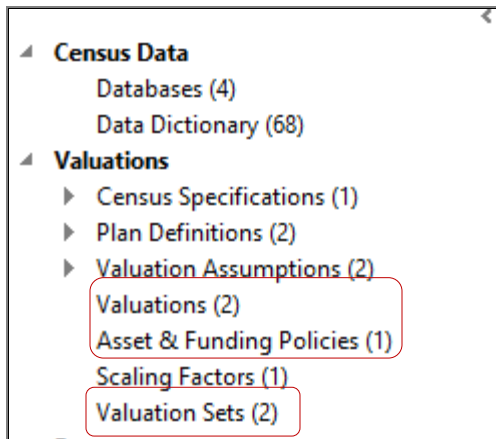 Census Data
Databases (4)
Data Dictionary (68)
Valuations
Census Specifications (1)
Plan Definitions (2)
Valuation Assumptions (2)
Valuations (2)
Asset & Funding Policies (1)
Scaling Factors (1)
Valuation Sets (2)